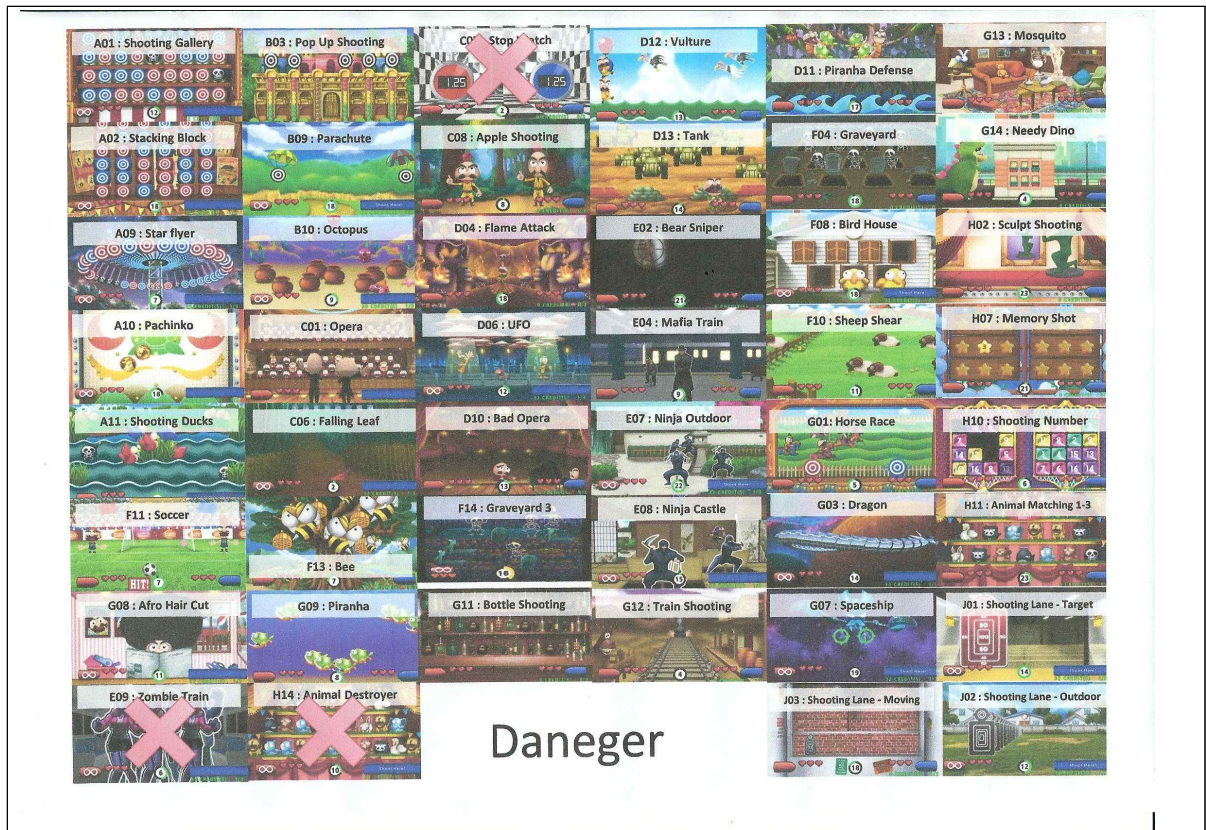 A01 : Shooting Gallery
B03 : Pop Up Shooting
D12 : Vulture
D11 : Piranha Defense
G13 : Mosquito
A02 : Stacking Block
B09 : Parachute
C08 : Apple Shooting
D13 : Tank
F04 : Graveyard
G14 : Needy Dino
A09 : Star flyer
B10 : Octopus
D04 : Flame Attack
E02 : Bear Sniper
F08 : Bird House
H02 : Sculpt Shooting
A10 : Pachinko
C01 : Opera
D06 : UFO
E04 : Mafia Train
F10 : Sheep Shear
H07 : Memory Shot
A11 : Shooting Ducks
C06 : Falling Leaf
D10 : Bad Opera
E07 : Ninja Outdoor
G01: Horse Race
H10 : Shooting Number
F11 : Soccer
HIT!
F13 : Bee
F14 : Graveyard 3
E08 : Ninja Castle
G03 : Dragon
H11 : Animal Matching 1-3
G08 : Afro Hair Cut
G09 : Piranha
G11 : Bottle Shooting
G12 : Train Shooting
G07 : Spaceship
J01 : Shooting Lane - Target
E09 : Zombie Train
H14 : Animal Destroyer
Daneger
J03 : Shooting Lane - Moving
J02 : Shooting Lane - Outdoor